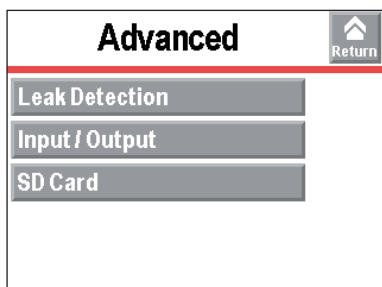 Advanced
Return
Leak Detection
Input / Output
SD Card